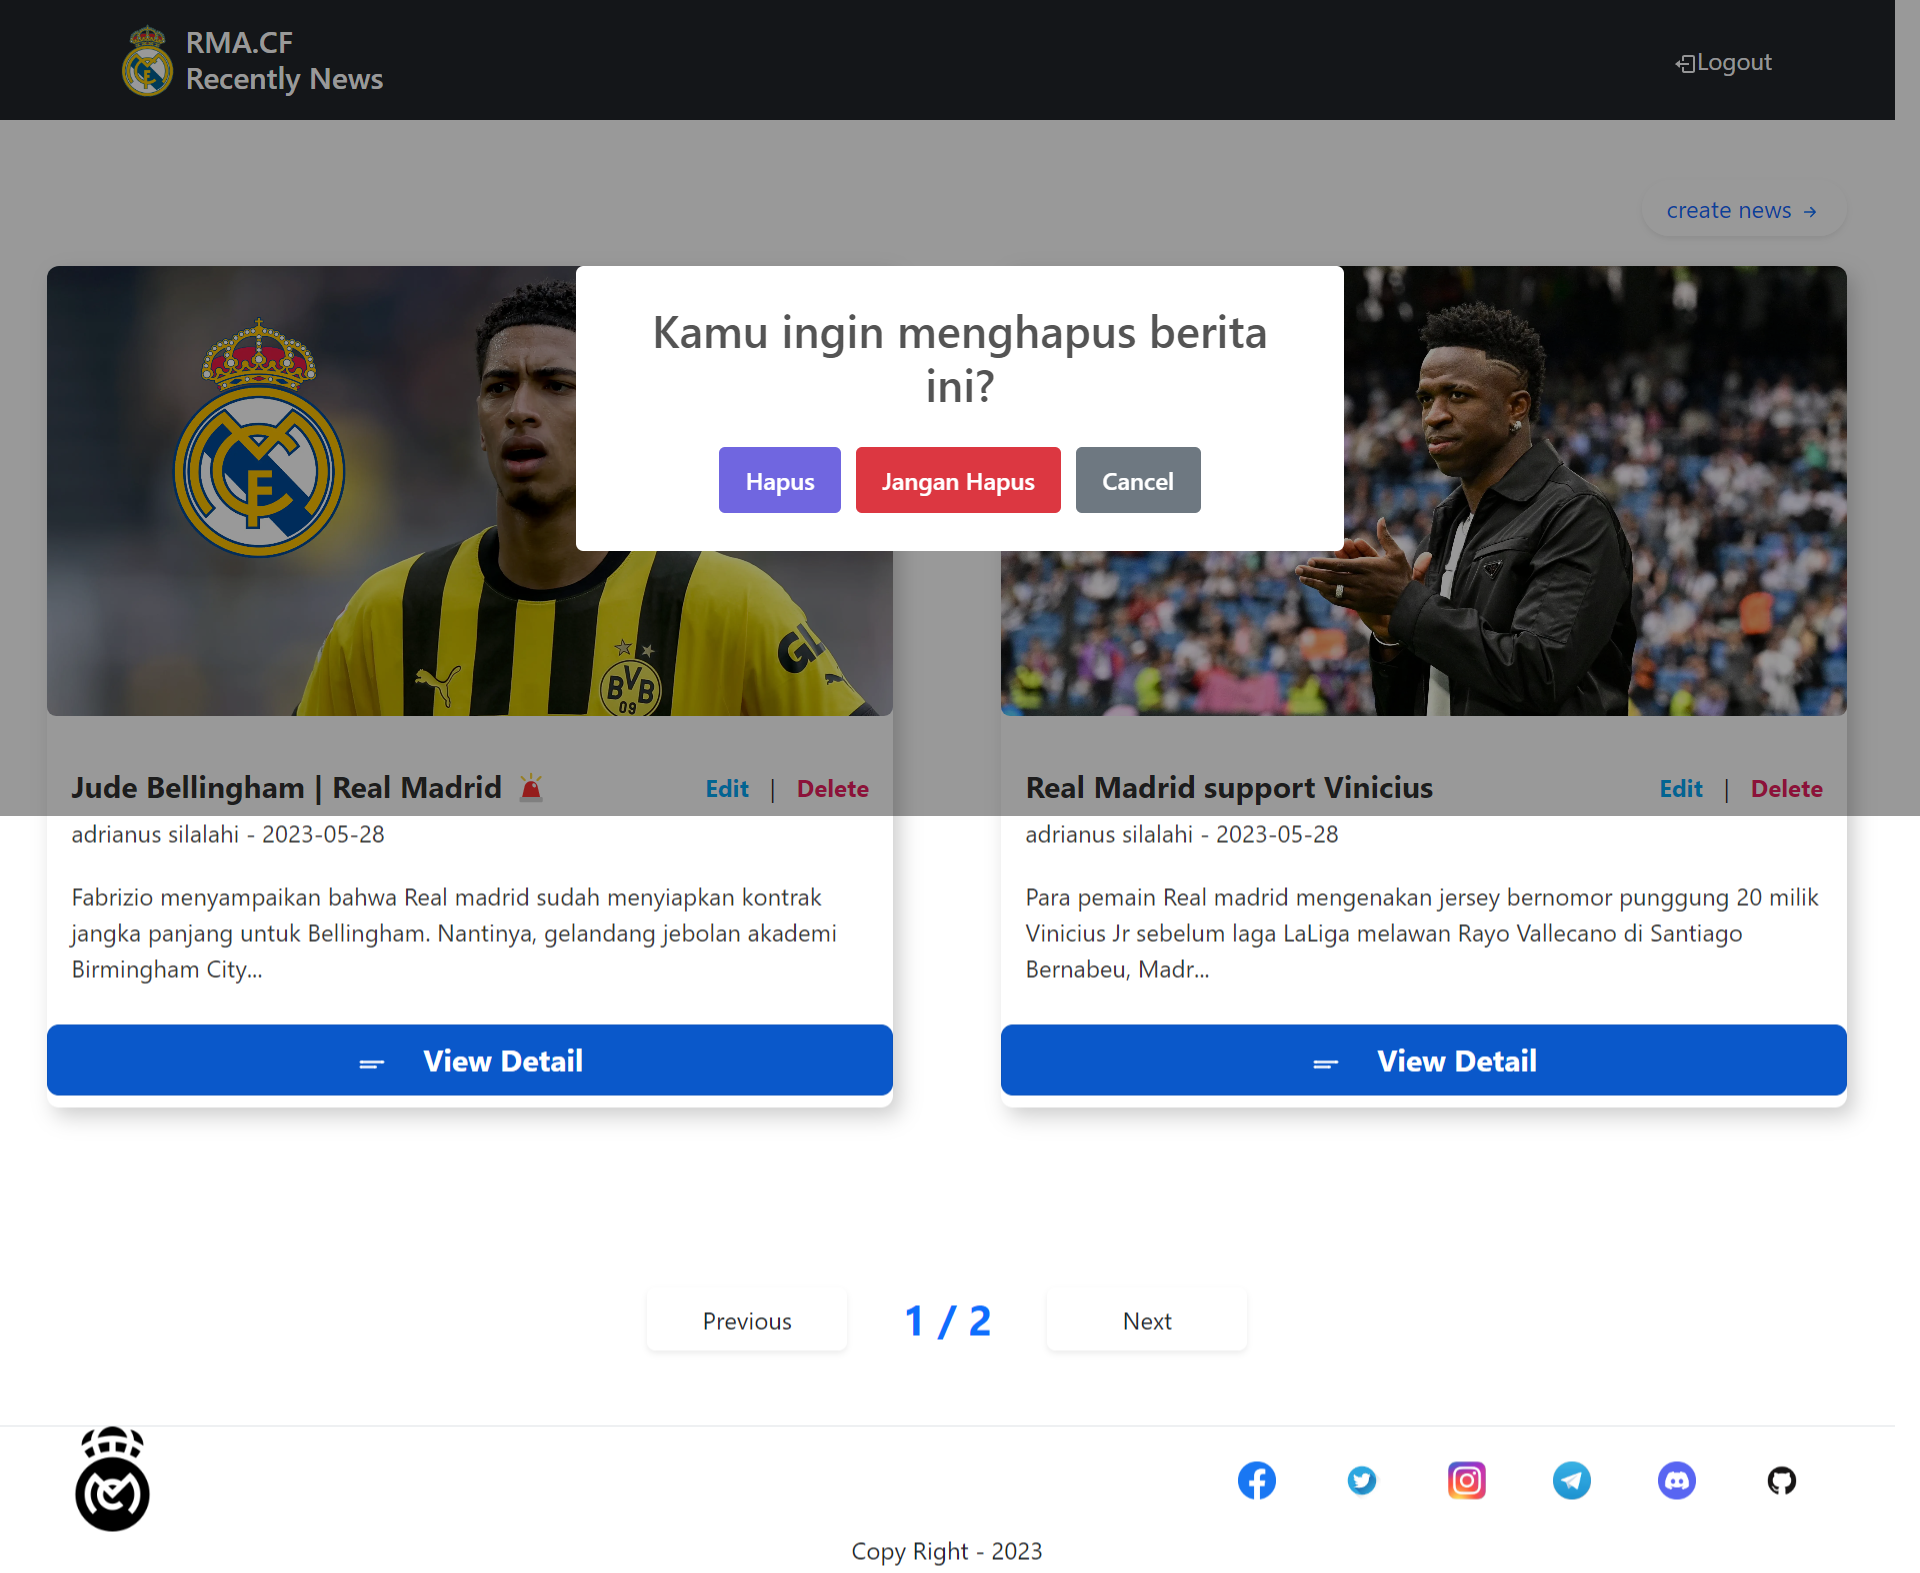 RMA.CF
Recently News
Logout
create news
Kamu ingin menghapus berita
ini?
Hapus
Jangan Hapus
Cancel
GL
BVB
09
Jude Bellingham | Real Madrid 🚨
Edit | Delete
adrianus silalahi - 2023-05-28
Fabrizio menyampaikan bahwa Real madrid sudah menyiapkan kontrak
jangka panjang untuk Bellingham. Nantinya, gelandang jebolan akademi
Birmingham City...
View Detail
Real Madrid support Vinicius
Edit | Delete
adrianus silalahi - 2023-05-28
Para pemain Real madrid mengenakan jersey bernomor punggung 20 milik
Vinicius Jr sebelum laga LaLiga melawan Rayo Vallecano di Santiago
Bernabeu, Madr...
View Detail
Previous
1 / 2
Next
Copy Right - 2023